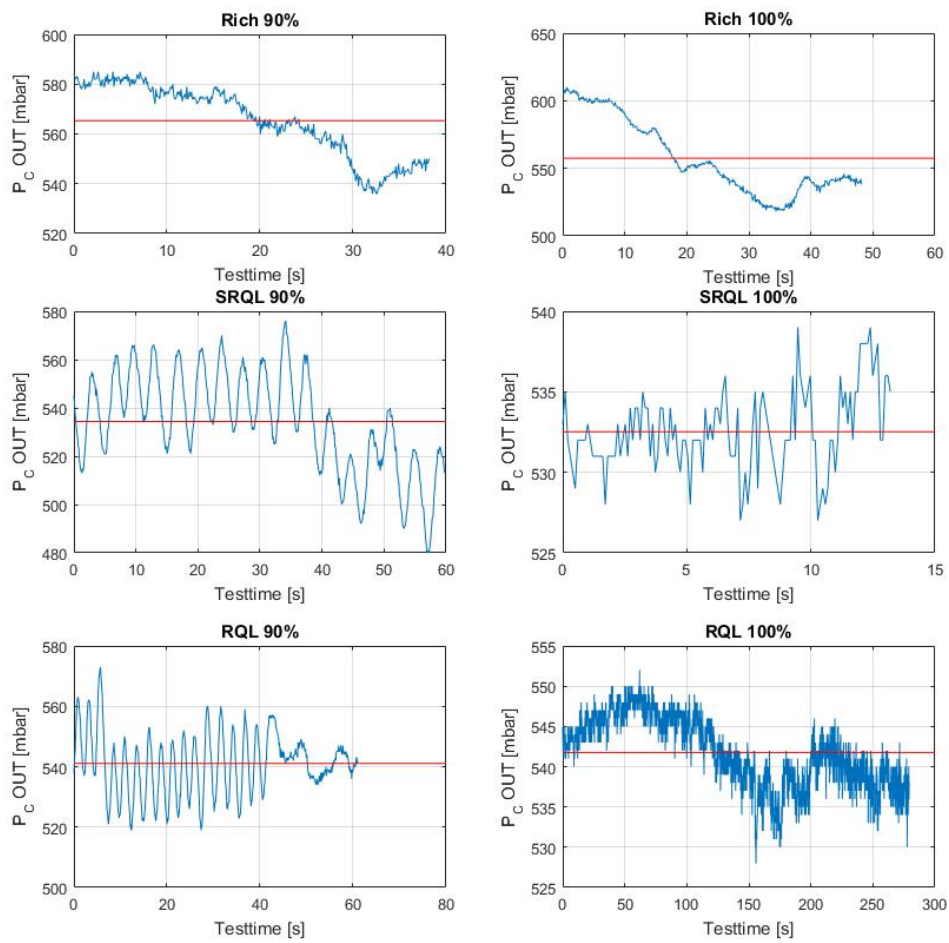 Rich 90%
600
580
560
540
520
P_C OUT [mbar]
0 10 20 30 40
Testtime [s]
Rich 100%
650
600
550
500
P_C OUT [mbar]
0 10 20 30 40 50 60
Testtime [s]
SRQL 90%
580
560
540
520
500
480
P_C OUT [mbar]
0 10 20 30 40 50 60
Testtime [s]
SRQL 100%
540
535
530
525
P_C OUT [mbar]
0 5 10 15
Testtime [s]
RQL 90%
580
560
540
520
500
P_C OUT [mbar]
0 20 40 60 80
Testtime [s]
RQL 100%
555
550
545
540
535
530
525
P_C OUT [mbar]
0 50 100 150 200 250 300
Testtime [s]